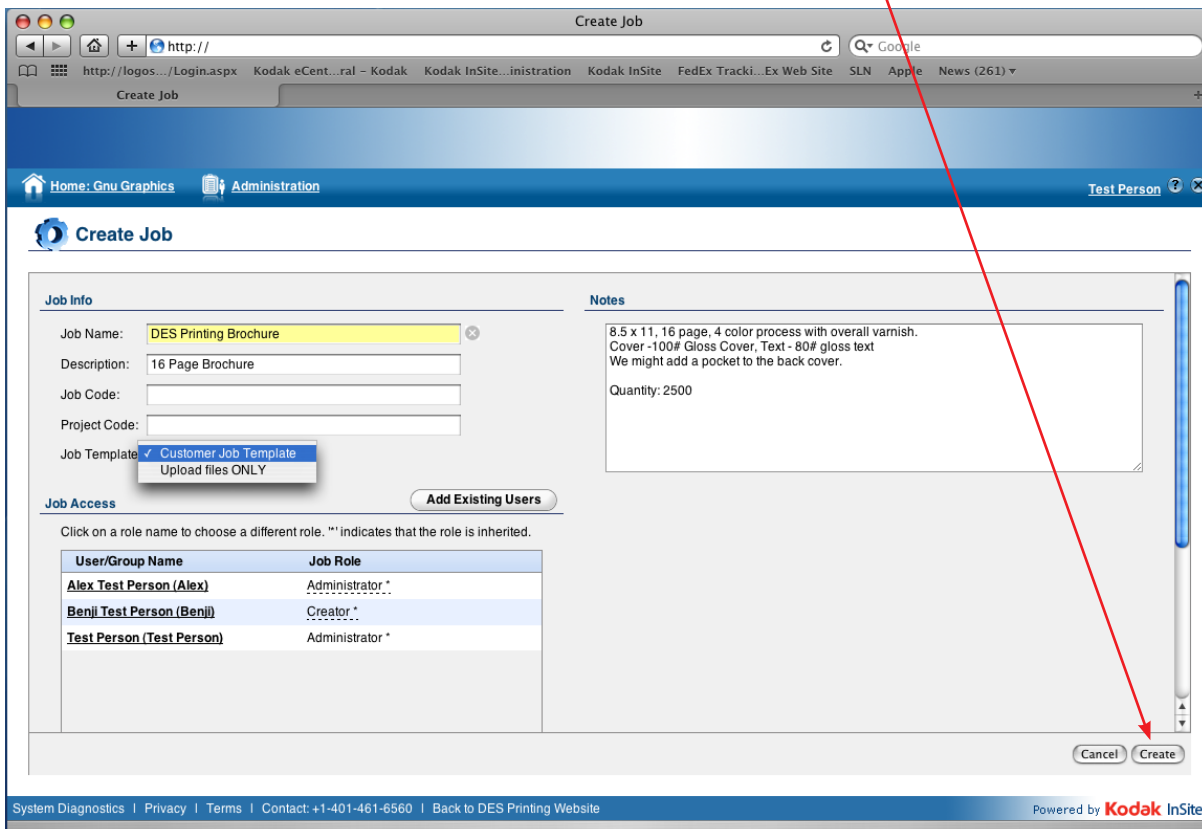 Create Job
http://
Google
http://logos.../Login.aspx Kodak eCent...ral – Kodak Kodak InSite...inistration Kodak InSite FedEx Tracki...Ex Web Site SLN Apple News (261)
Create Job
Home: Gnu Graphics Administration Test Person
Create Job
Job Info
Job Name: DES Printing Brochure
Description: 16 Page Brochure
Job Code:
Project Code:
Job Template
Customer Job Template
Upload files ONLY
Notes
8.5 x 11, 16 page, 4 color process with overall varnish.
Cover -100# Gloss Cover, Text - 80# gloss text
We might add a pocket to the back cover.
Quantity: 2500
Job Access
Add Existing Users
Click on a role name to choose a different role. '*' indicates that the role is inherited.
User/Group Name Job Role
Alex Test Person (Alex) Administrator *
Benji Test Person (Benji) Creator *
Test Person (Test Person) Administrator *
Cancel Create
System Diagnostics | Privacy | Terms | Contact: +1-401-461-6560 | Back to DES Printing Website
Powered by Kodak InSite